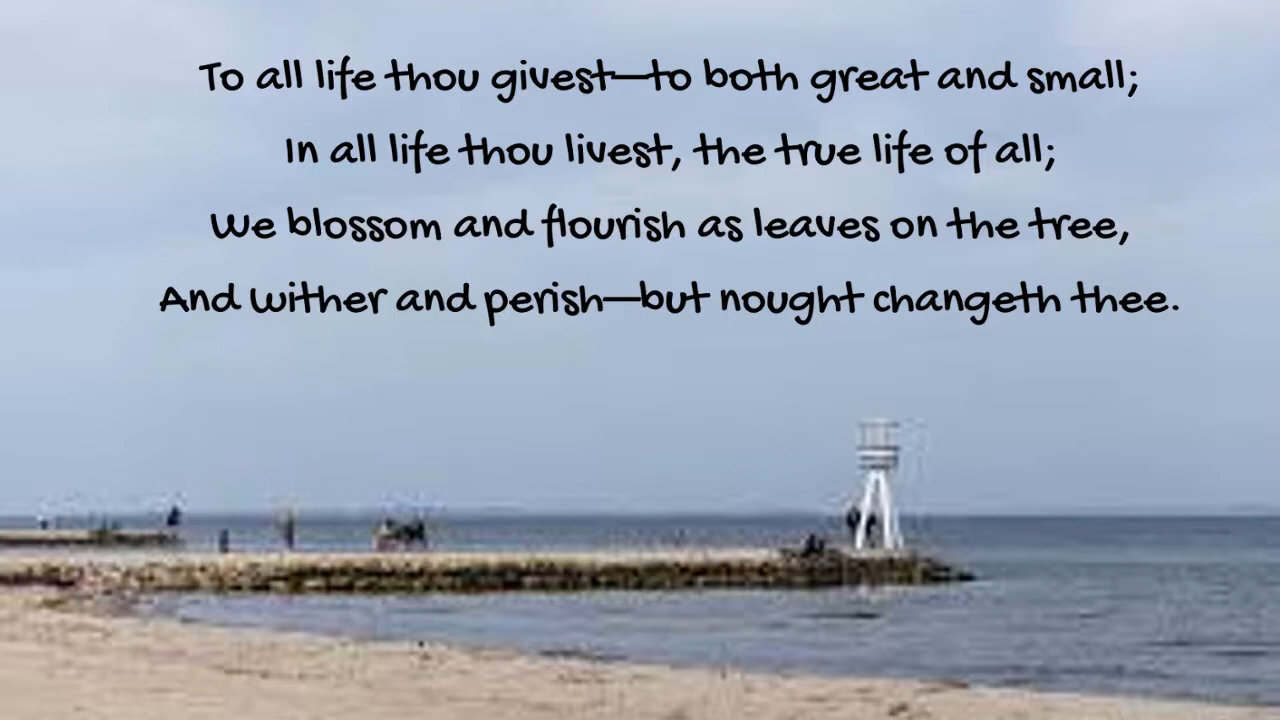 To all life thou givest—to both great and small;
In all life thou livest, the true life of all;
We blossom and flourish as leaves on the tree,
And wither and perish—but nought changeth thee.